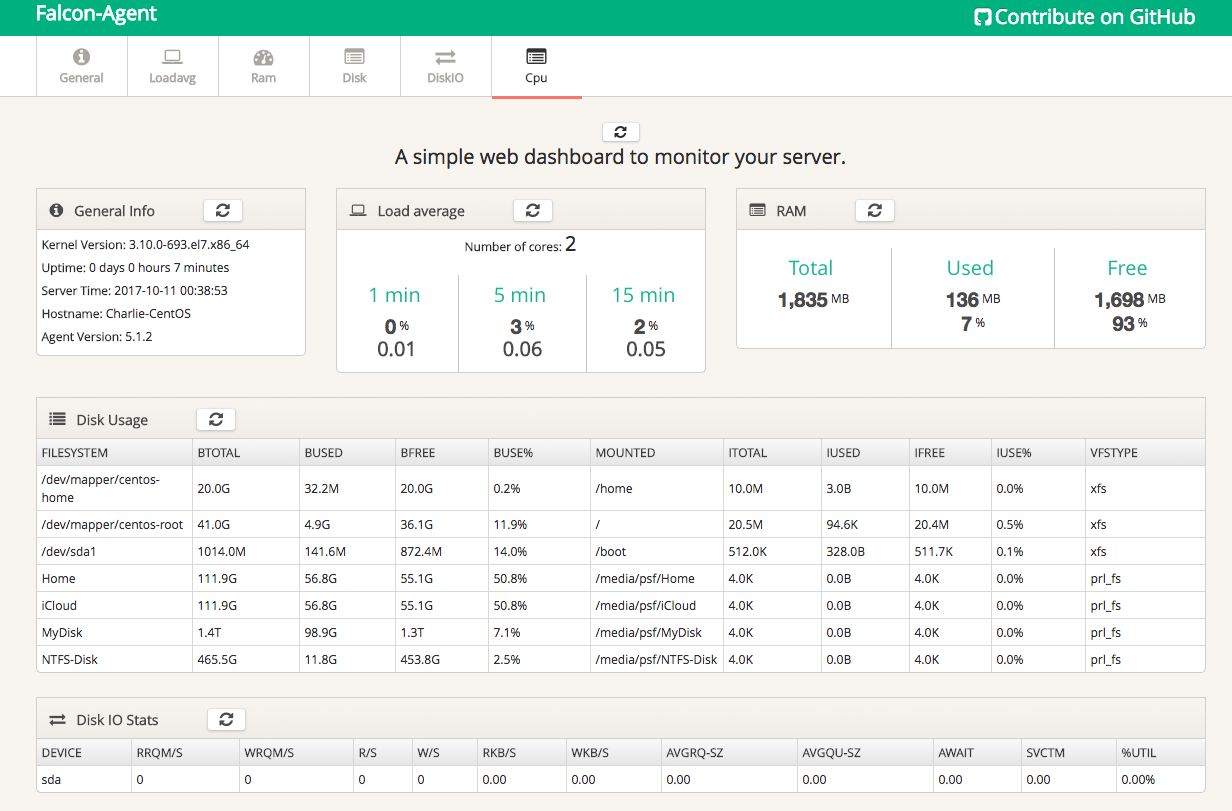 Falcon-Agent
Contribute on GitHub
General
Loadavg
Ram
Disk
DiskIO
Cpu
A simple web dashboard to monitor your server.
General Info
Kernel Version: 3.10.0-693.el7.x86_64
Uptime: 0 days 0 hours 7 minutes
Server Time: 2017-10-11 00:38:53
Hostname: Charlie-CentOS
Agent Version: 5.1.2
Load average
Number of cores: 2
1 min 5 min 15 min
0 % 3 % 2 %
0.01 0.06 0.05
RAM
Total Used Free
1,835 MB 136 MB 1,698 MB
7 % 93 %
Disk Usage
FILESYSTEM BTOTAL BUSED BFREE BUSE% MOUNTED ITOTAL IUSED IFREE IUSE% VFSTYPE
/dev/mapper/centos-
home 20.0G 32.2M 20.0G 0.2% /home 10.0M 3.0B 10.0M 0.0% xfs
/dev/mapper/centos-root 41.0G 4.9G 36.1G 11.9% / 20.5M 94.6K 20.4M 0.5% xfs
/dev/sda1 1014.0M 141.6M 872.4M 14.0% /boot 512.0K 328.0B 511.7K 0.1% xfs
Home 111.9G 56.8G 55.1G 50.8% /media/psf/Home 4.0K 0.0B 4.0K 0.0% prl_fs
iCloud 111.9G 56.8G 55.1G 50.8% /media/psf/iCloud 4.0K 0.0B 4.0K 0.0% prl_fs
MyDisk 1.4T 98.9G 1.3T 7.1% /media/psf/MyDisk 4.0K 0.0B 4.0K 0.0% prl_fs
NTFS-Disk 465.5G 11.8G 453.8G 2.5% /media/psf/NTFS-Disk 4.0K 0.0B 4.0K 0.0% prl_fs
Disk IO Stats
DEVICE RRQM/S WRQM/S R/S W/S RKB/S WKB/S AVGRQ-SZ AVGQU-SZ AWAIT SVCTM %UTIL
sda 0 0 0 0 0.00 0.00 0.00 0.00 0.00 0.00 0.00%